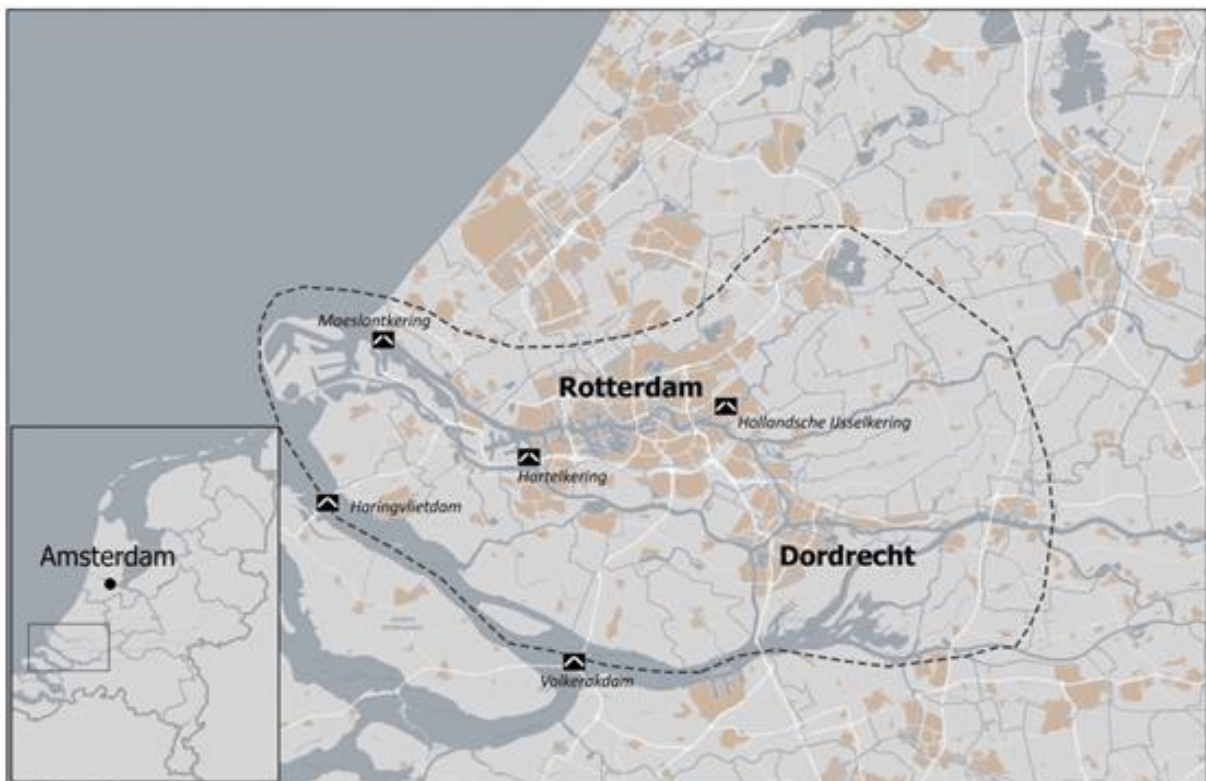 Maeslantkering
Rotterdam
Hollandsche IJsselkering
Hartelkering
Haringvlietdam
Amsterdam
Dordrecht
Volkerakdam